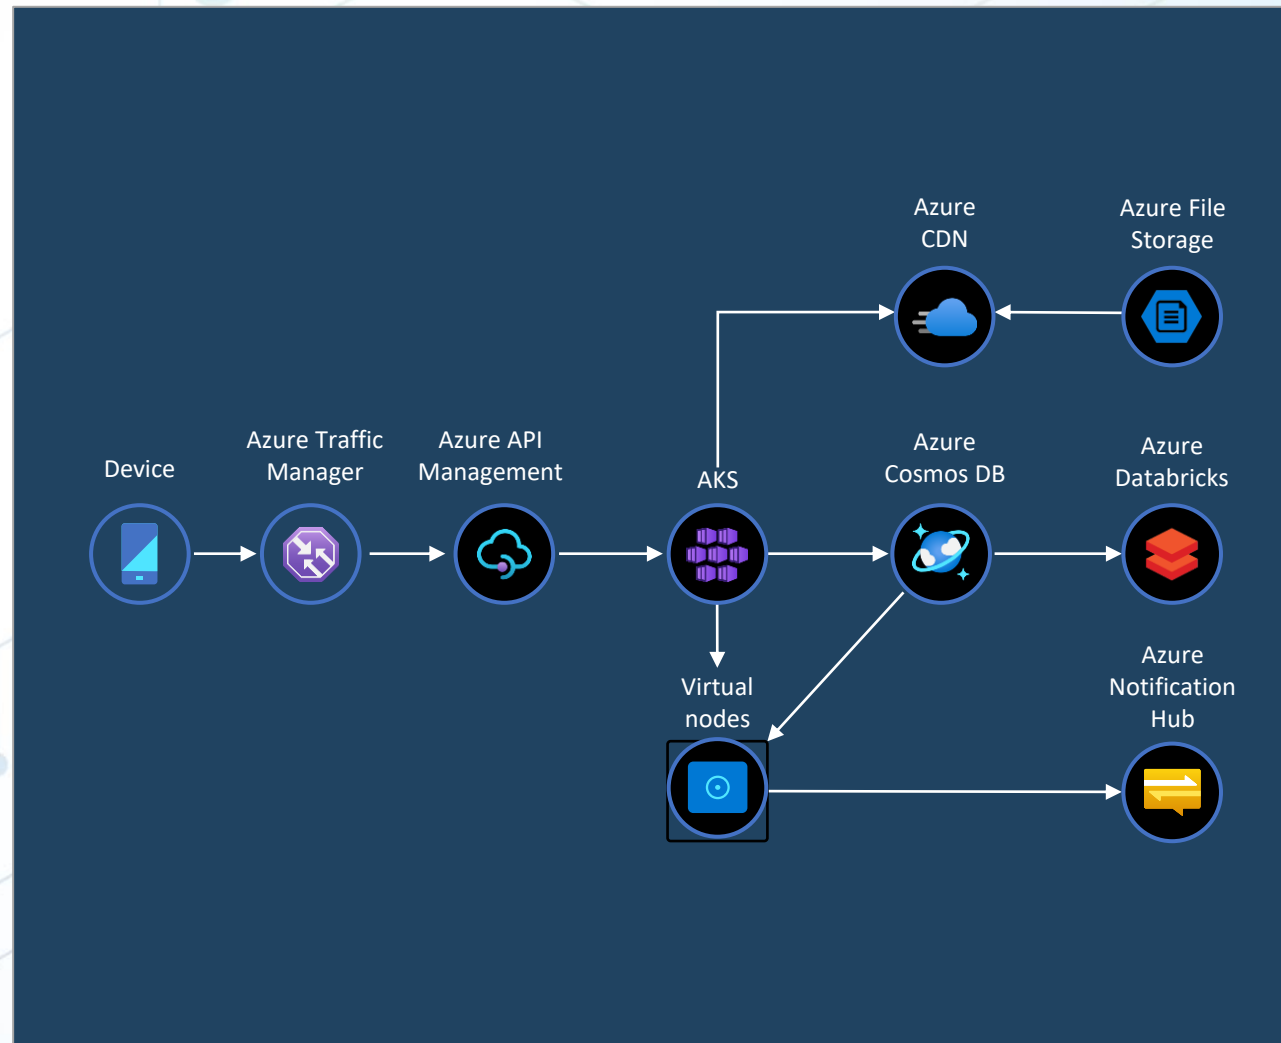 Azure
CDN
Azure File
Storage
Device
Azure Traffic
Manager
Azure API
Management
AKS
Azure
Cosmos DB
Azure
Databricks
Virtual
nodes
Azure
Notification
Hub